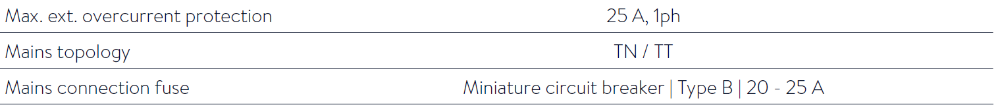 Max. ext. overcurrent protection 25 A, 1ph
Mains topology TN / TT
Mains connection fuse Miniature circuit breaker | Type B | 20 - 25 A